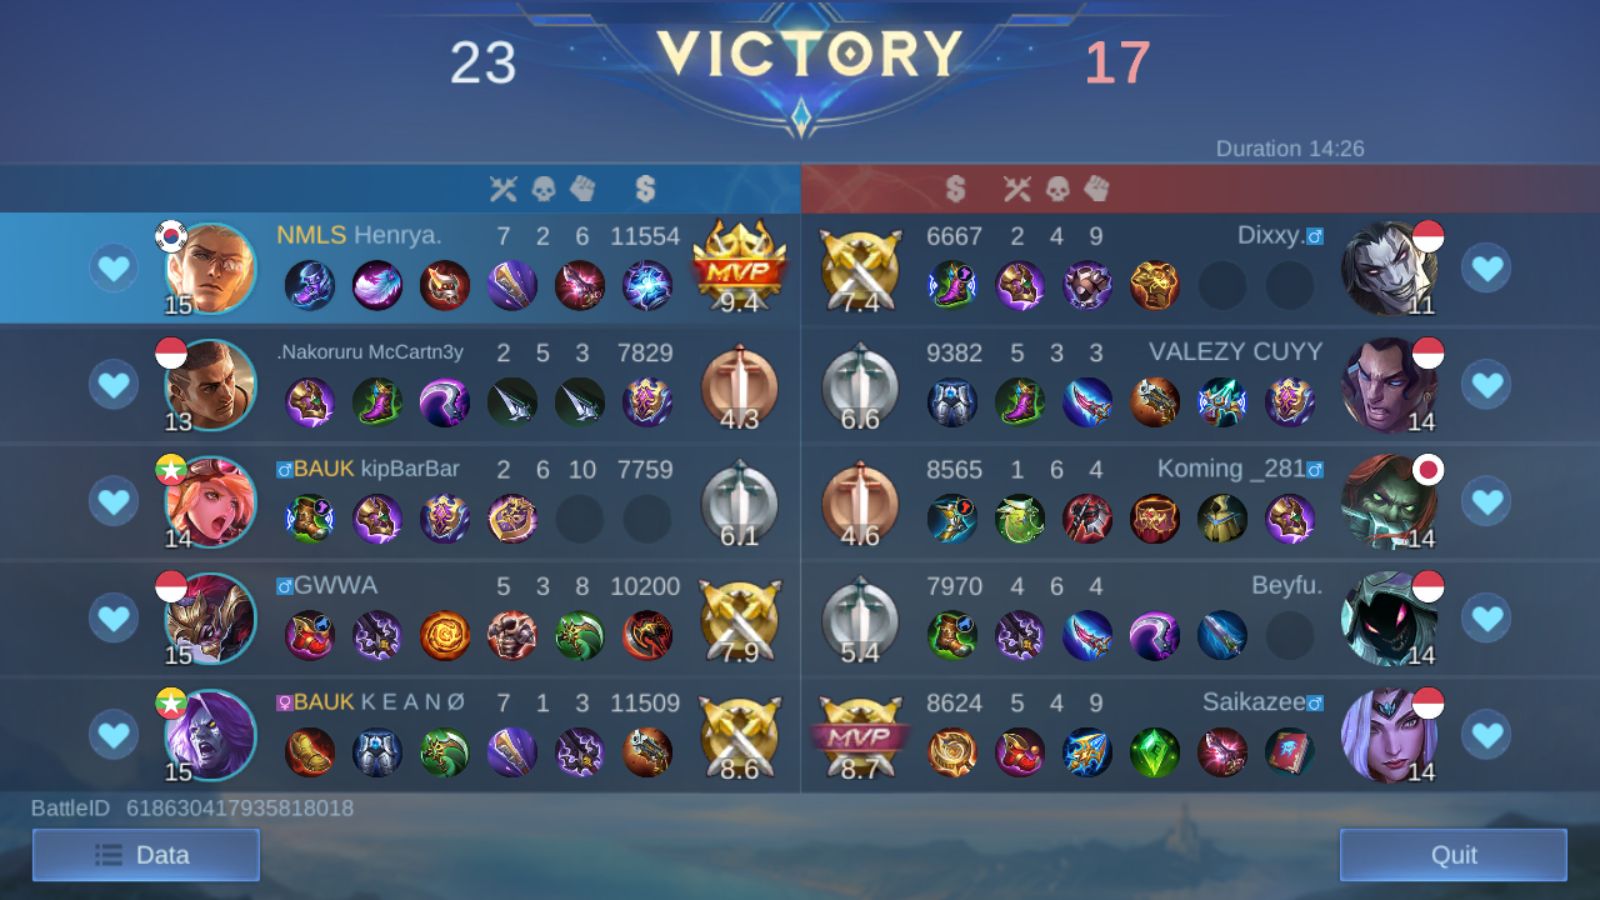 23 VICTORY 17
Duration 14:26
NMLS Henrya. 7 2 6 11554
15
MVP
9.4
6667 2 4 9 Dixxy.
7.4
11
.Nakoruru McCartn3y 2 5 3 7829
13
4.3
9382 5 3 3 VALEZY CUYY
6.6
14
BAUK kipBarBar 2 6 10 7759
14
6.1
8565 1 6 4 Koming _281
4.6
14
GWWA 5 3 8 10200
15
7.9
7970 4 6 4 Beyfu.
5.4
14
BAUK K E A N Ø 7 1 3 11509
15
8.6
8624 5 4 9 Saikazee
MVP
8.7
14
BattleID 618630417935818018
Data
Quit